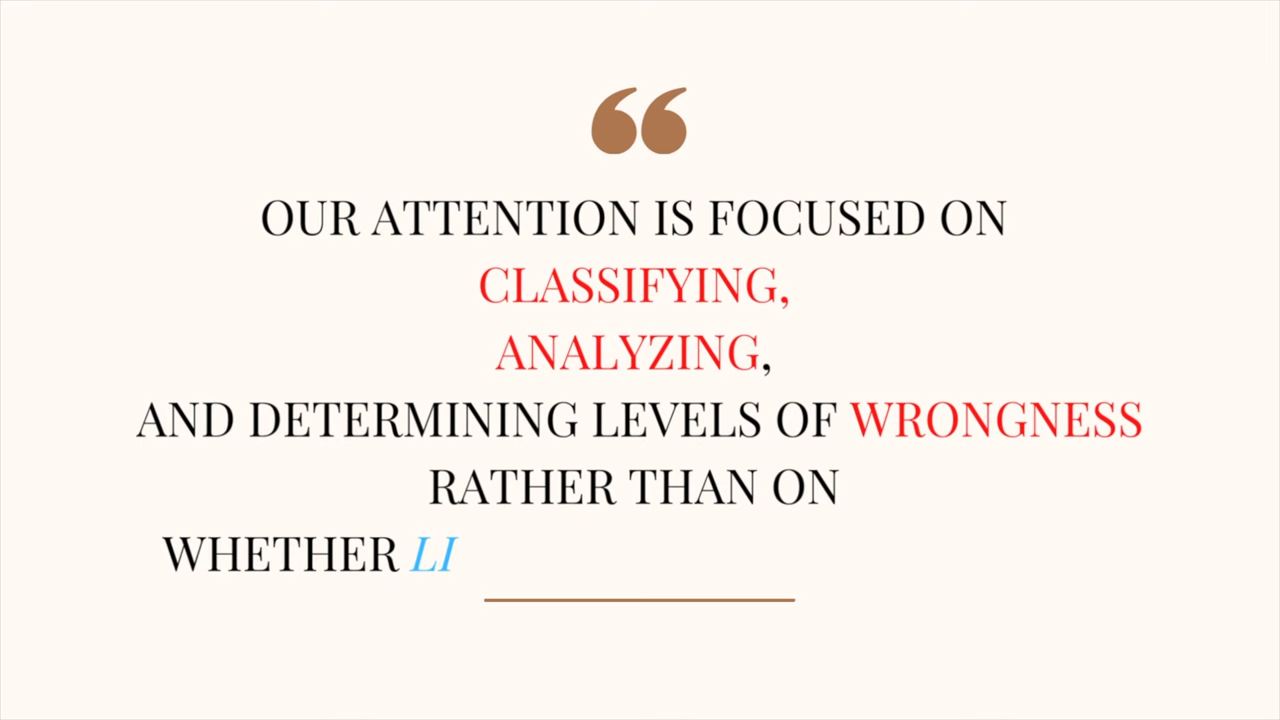 OUR ATTENTION IS FOCUSED ON
CLASSIFYING,
ANALYZING,
AND DETERMINING LEVELS OF WRONGNESS
RATHER THAN ON
WHETHER LI